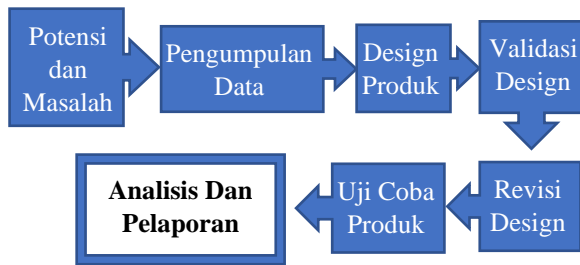 Potensi
dan
Masalah
Pengumpulan
Data
Design
Produk
Validasi
Design
Revisi
Design
Uji Coba
Produk
Analisis Dan
Pelaporan